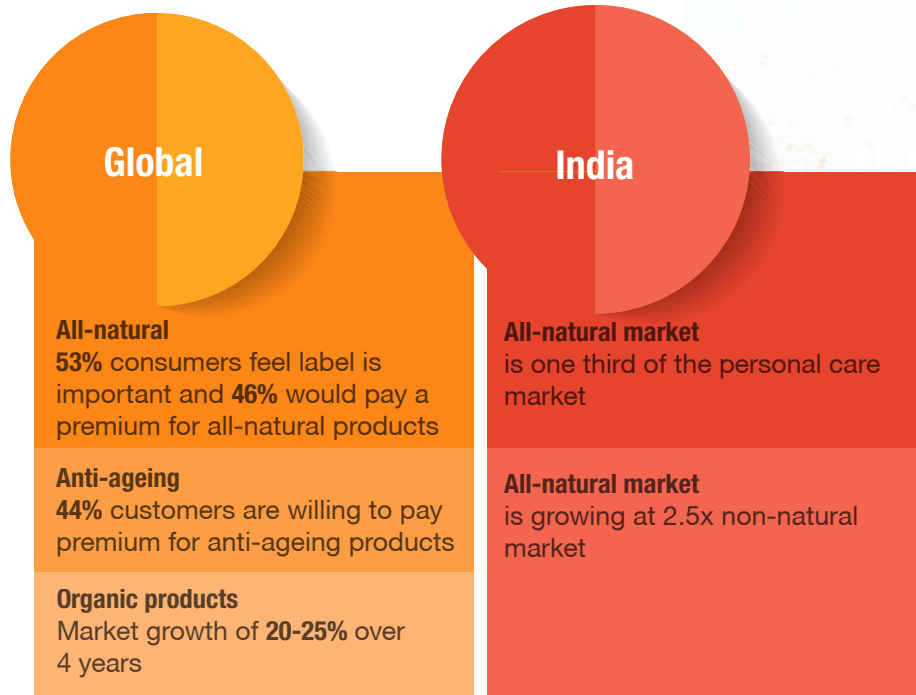 Global
All-natural
53% consumers feel label is
important and 46% would pay a
premium for all-natural products
Anti-ageing
44% customers are willing to pay
premium for anti-ageing products
Organic products
Market growth of 20-25% over
4 years
India
All-natural market
is one third of the personal care
market
All-natural market
is growing at 2.5x non-natural
market